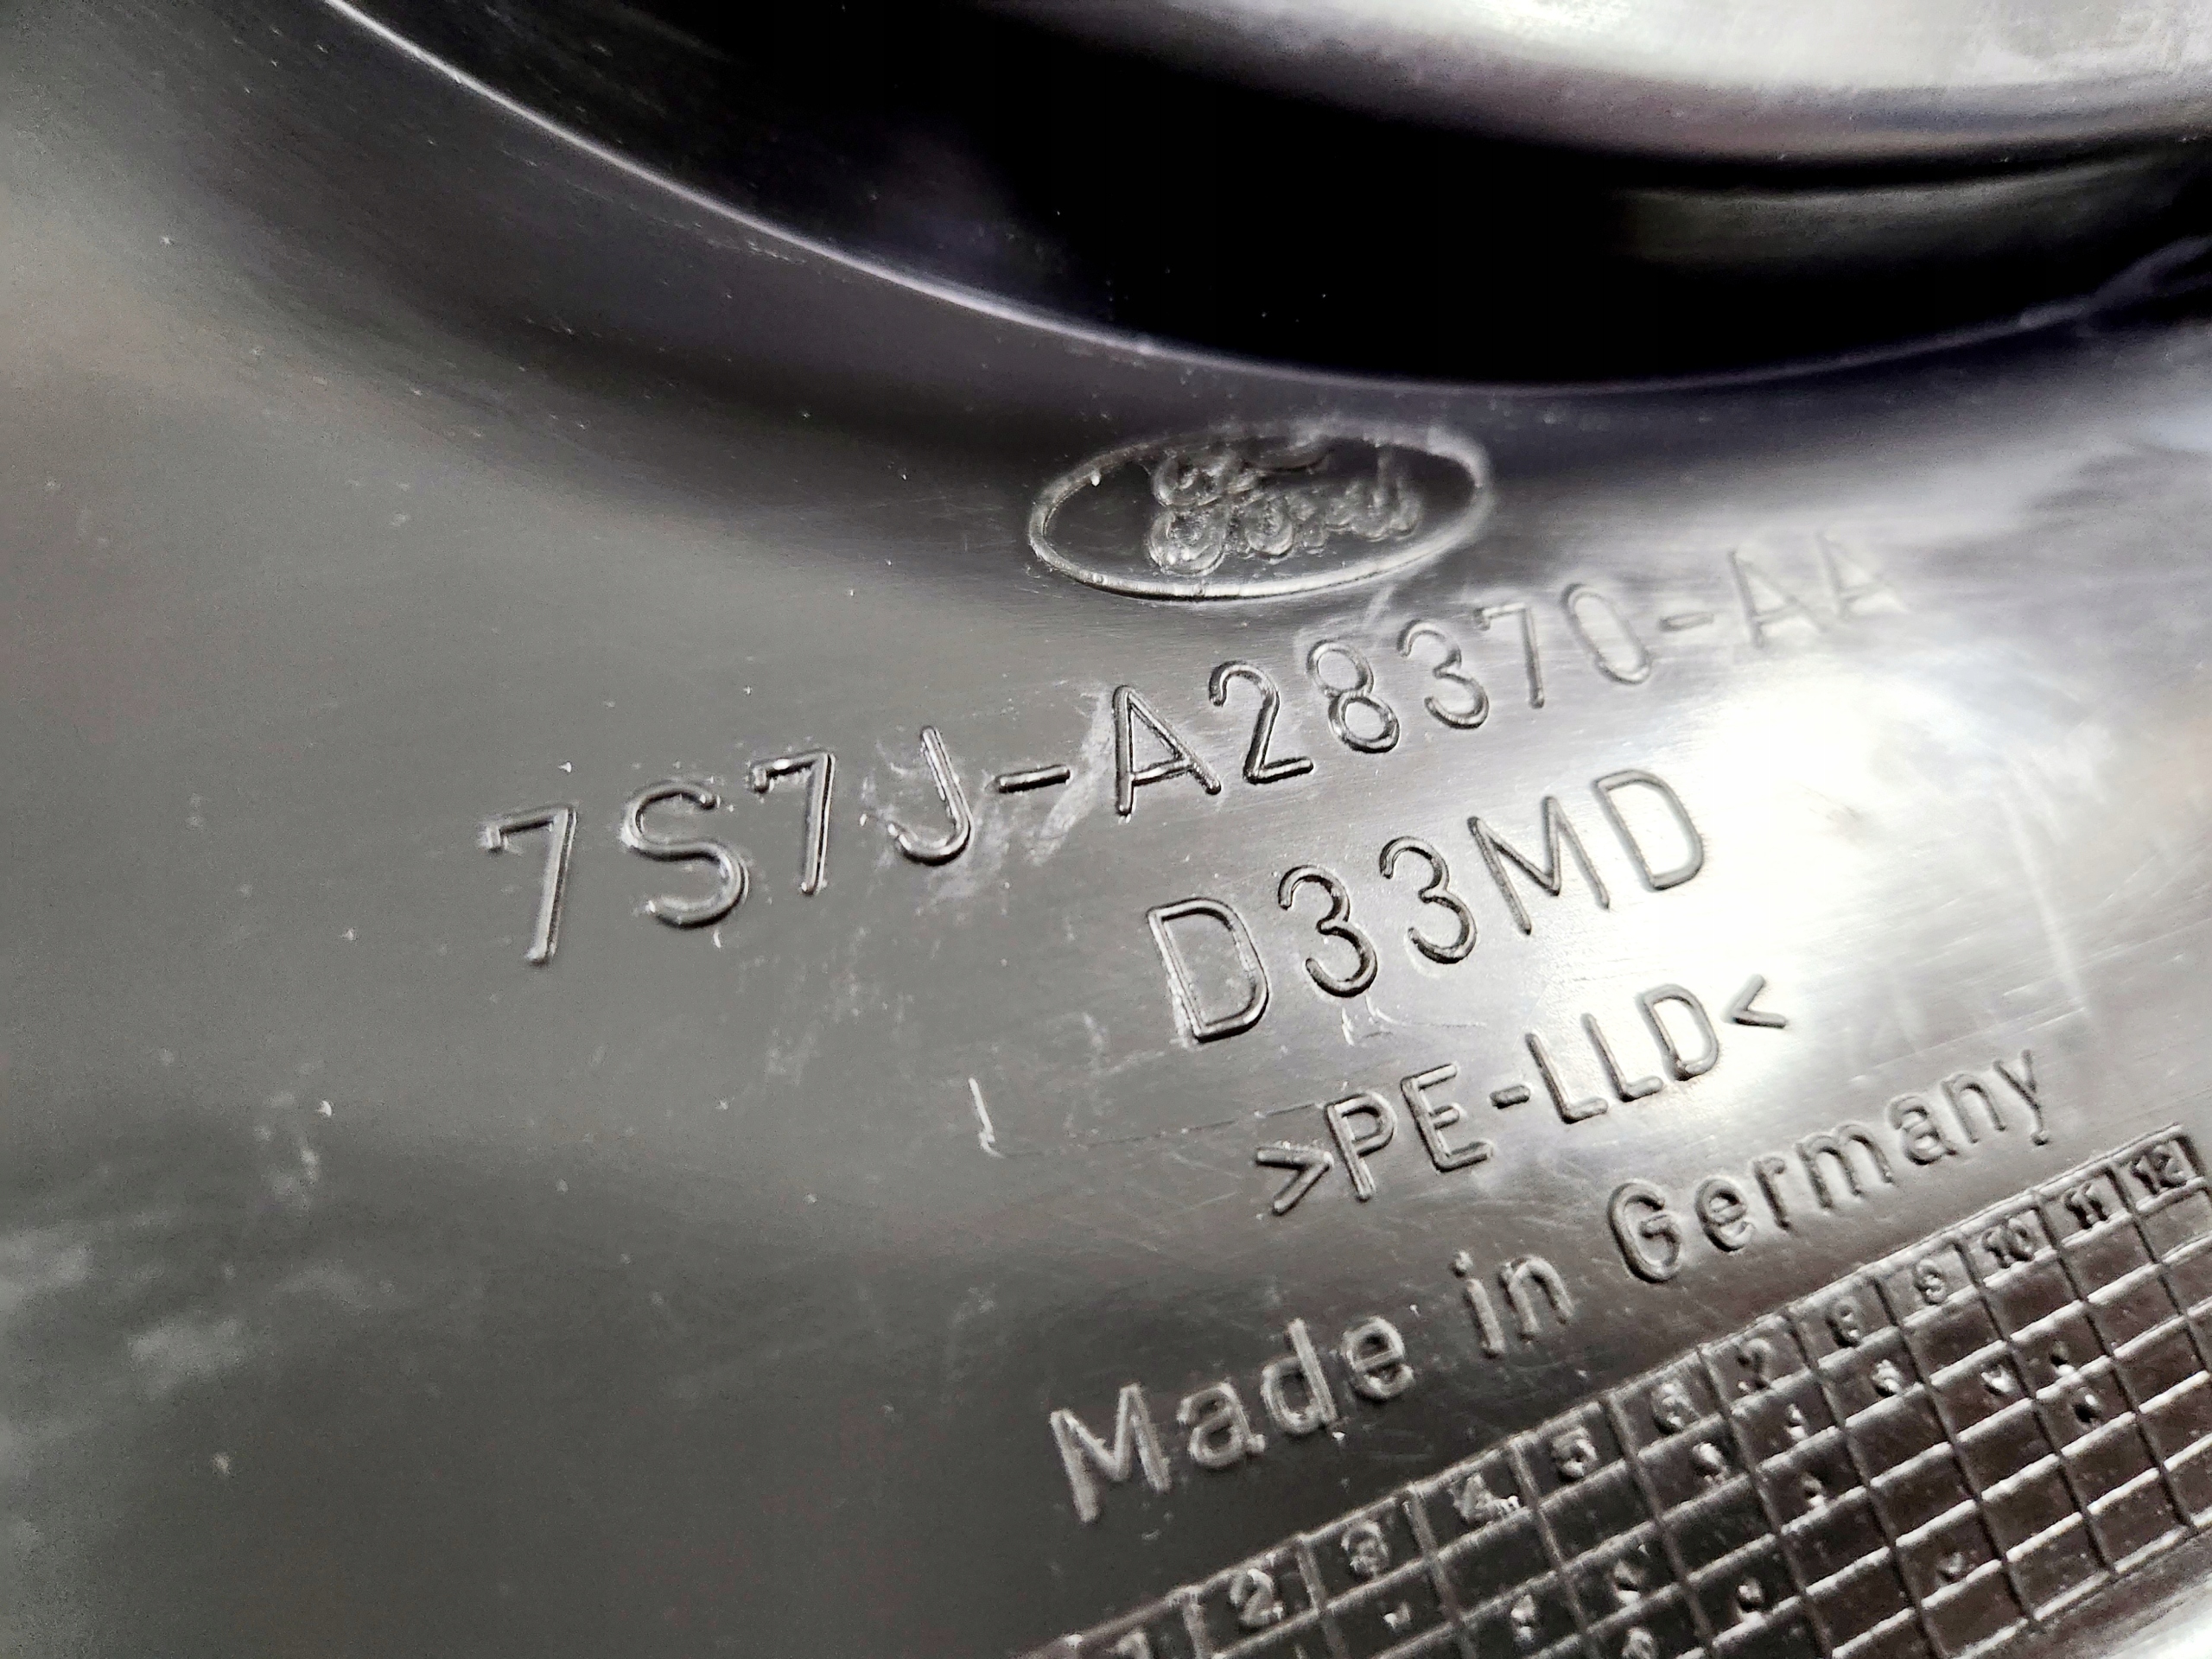 Ford
7S7J-A28370-AA
D33MD
>PE-LLD<
Made in Germany
1 2 3 4 5 6 7 8 9 10 11 12